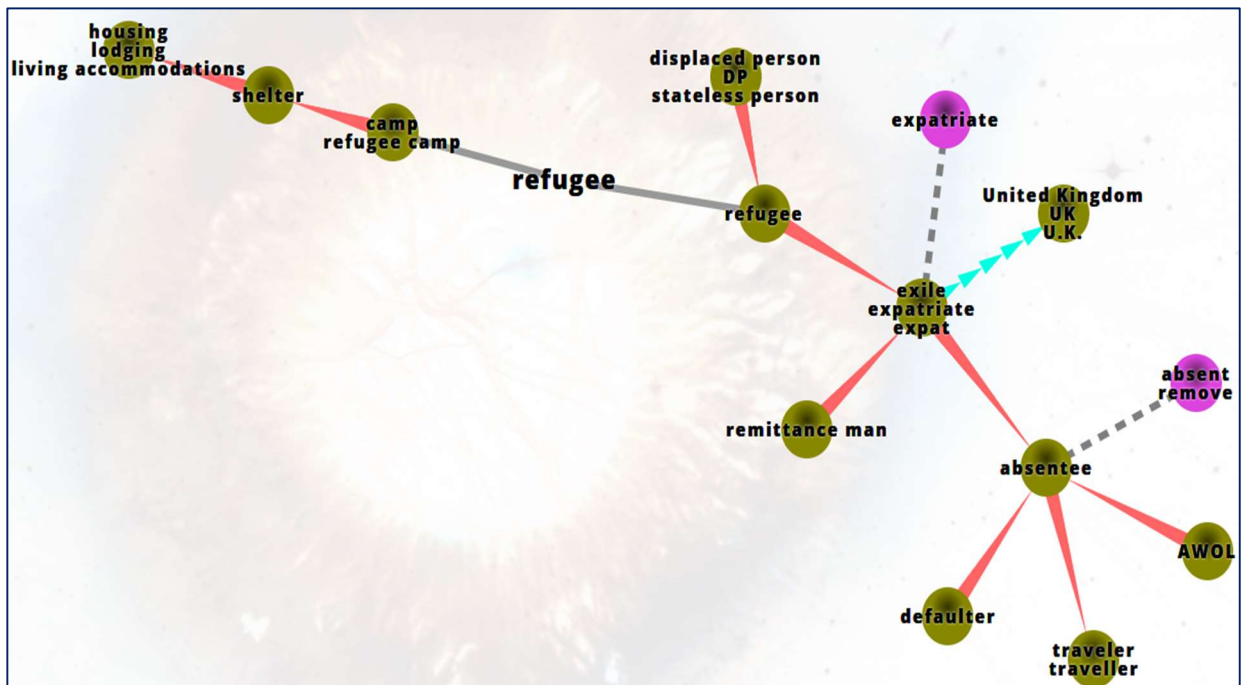 housing
lodging
living accommodations
shelter
camp
refugee camp
refugee
displaced person
DP
stateless person
refugee
expatriate
United Kingdom
UK
U.K.
exile
expatriate
expat
remittance man
absent
remove
absentee
AWOL
defaulter
traveler
traveller